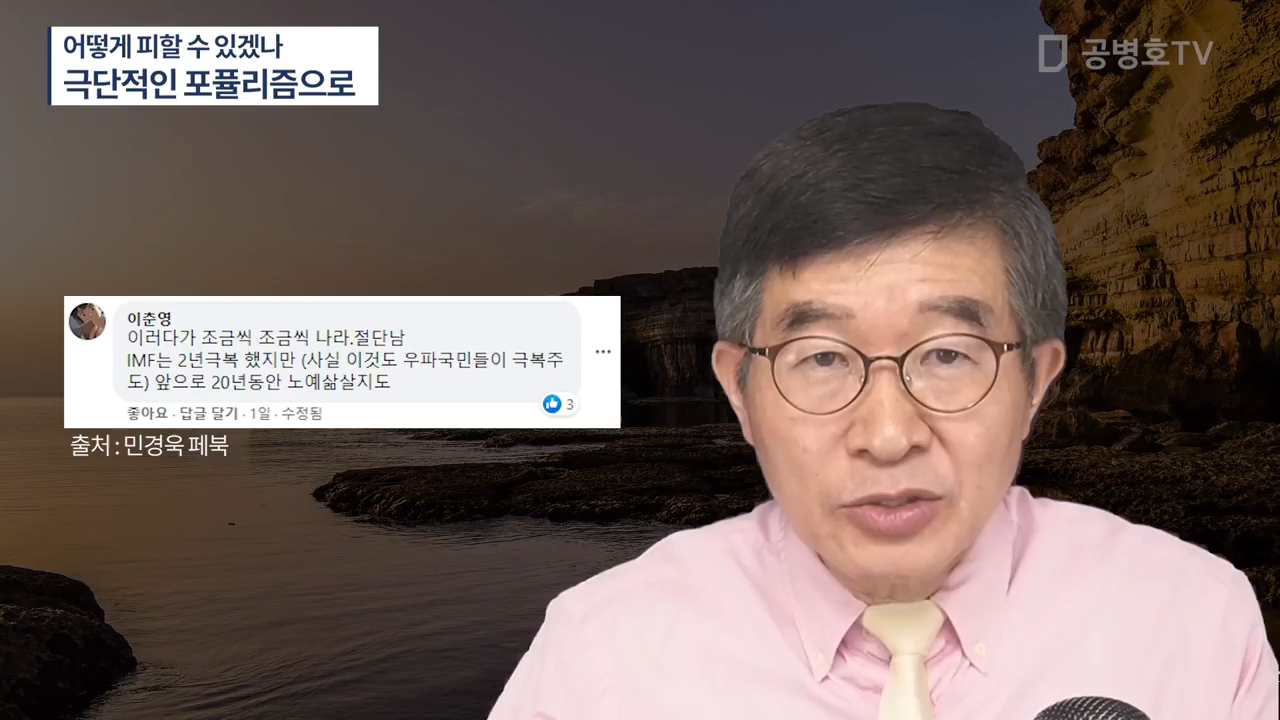 어떻게 피할 수 있겠나
극단적인 포퓰리즘으로
공병호TV
이춘영
이러다가 조금씩 조금씩 나라.절단남
IMF는 2년극복 했지만 (사실 이것도 우파국민들이 극복주
도) 앞으로 20년동안 노예삶살지도
좋아요 · 답글 달기 · 1일 · 수정됨
3
출처 : 민경욱 페북